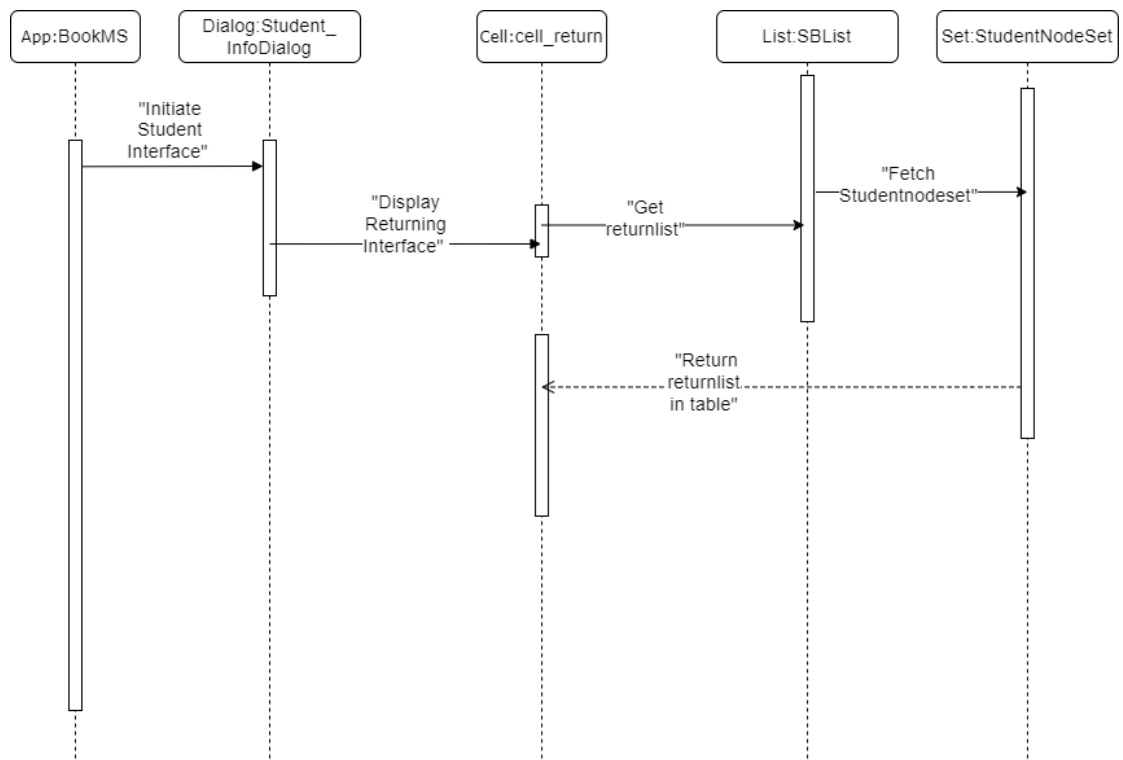 App:BookMS
Dialog:Student_
InfoDialog
Cell:cell_return
List:SBList
Set:StudentNodeSet
"Initiate
Student
Interface"
"Display
Returning
Interface"
"Get
returnlist"
"Fetch
Studentnodeset"
"Return
returnlist
in table"